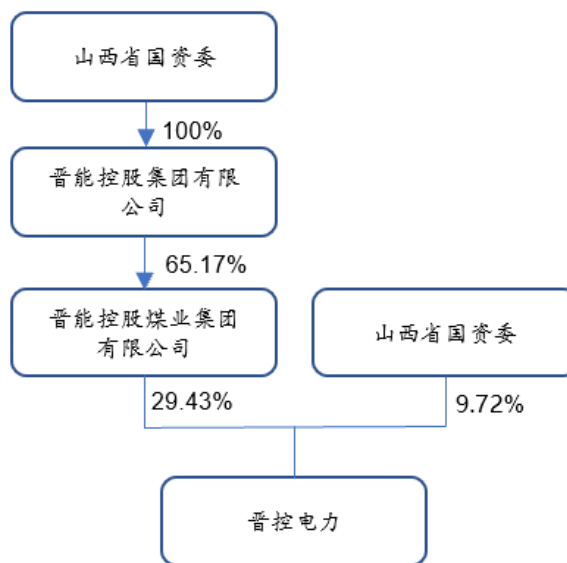 山西省国资委
100%
晋能控股集团有限
公司
65.17%
晋能控股煤业集团
有限公司
山西省国资委
29.43%
9.72%
晋控电力